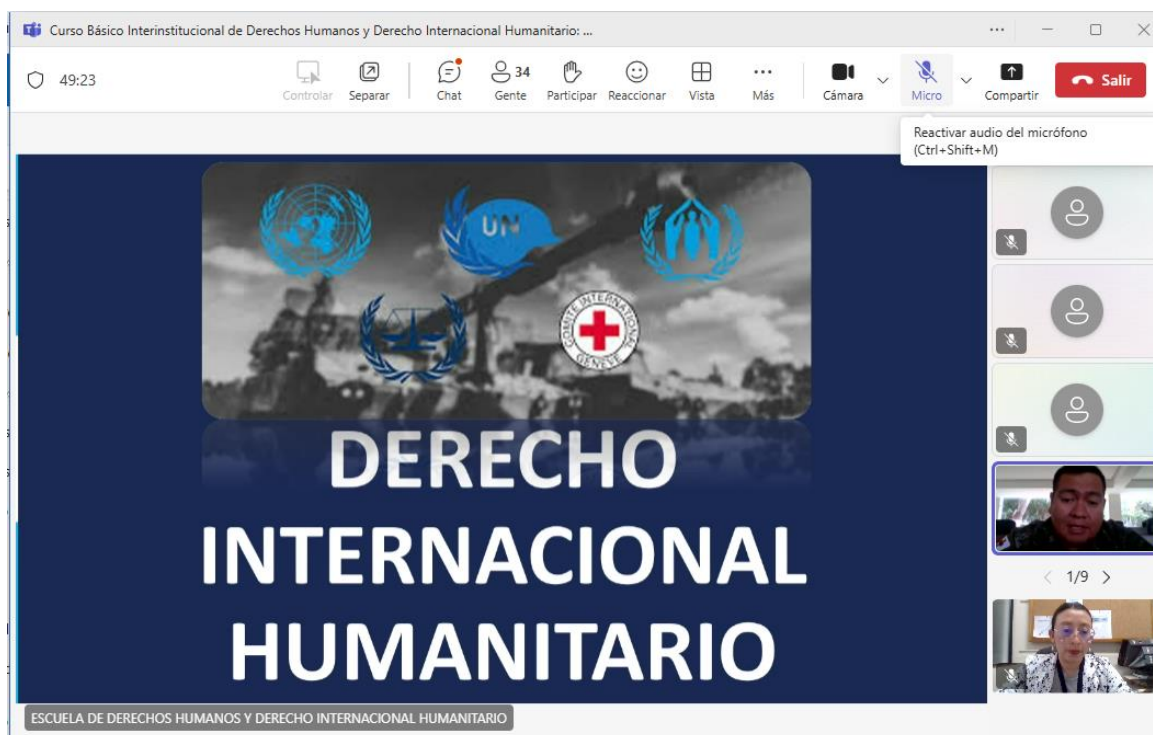 Curso Básico Interinstitucional de Derechos Humanos y Derecho Internacional Humanitario: ...
49:23
Controlar
Separar
Chat
34
Gente
Participar
Reaccionar
Vista
Más
Cámara
Micro
Compartir
Salir
Reactivar audio del micrófono
(Ctrl+Shift+M)
UN
COMITÉ INTERNATIONAL
GENÈVE
DERECHO
INTERNACIONAL
HUMANITARIO
1/9
ESCUELA DE DERECHOS HUMANOS Y DERECHO INTERNACIONAL HUMANITARIO